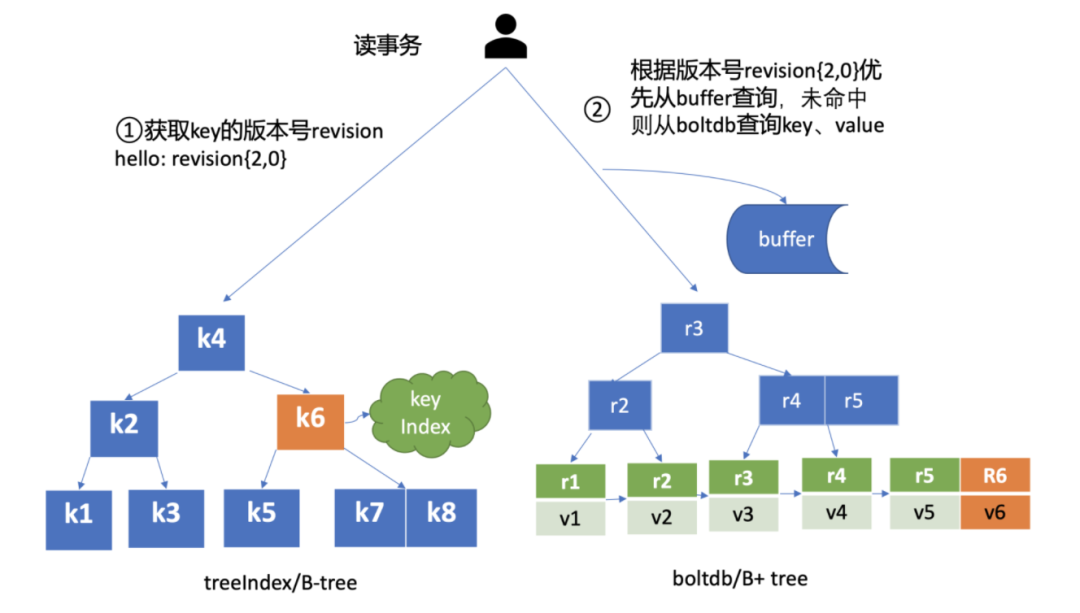 读事务
①获取key的版本号revision
hello: revision{2,0}
②
根据版本号revision{2,0}优
先从buffer查询，未命中
则从boltdb查询key、value
buffer
k4
k2
k6
key
Index
k1
k3
k5
k7
k8
treeIndex/B-tree
r3
r2
r4
r5
r1
r2
r3
r4
r5
R6
v1
v2
v3
v4
v5
v6
boltdb/B+ tree